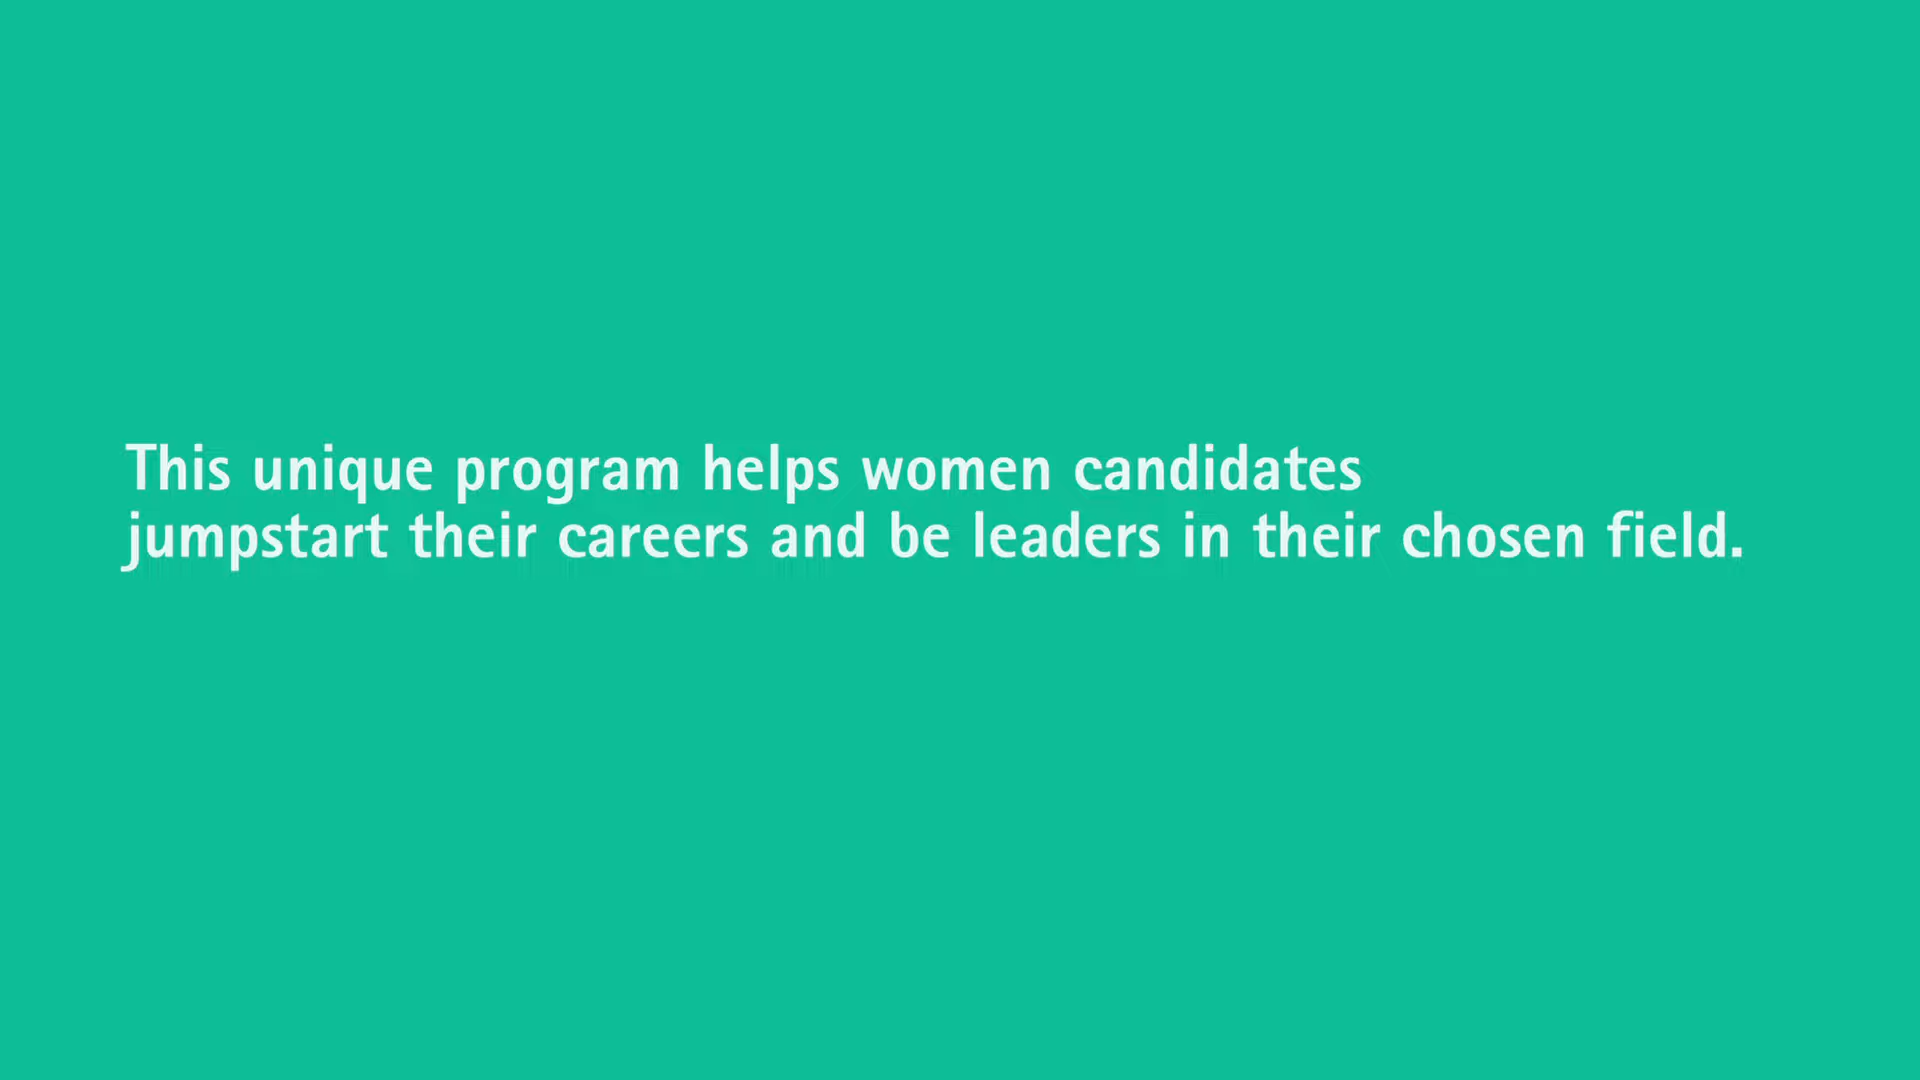 This unique program helps women candidates
jumpstart their careers and be leaders in their chosen field.